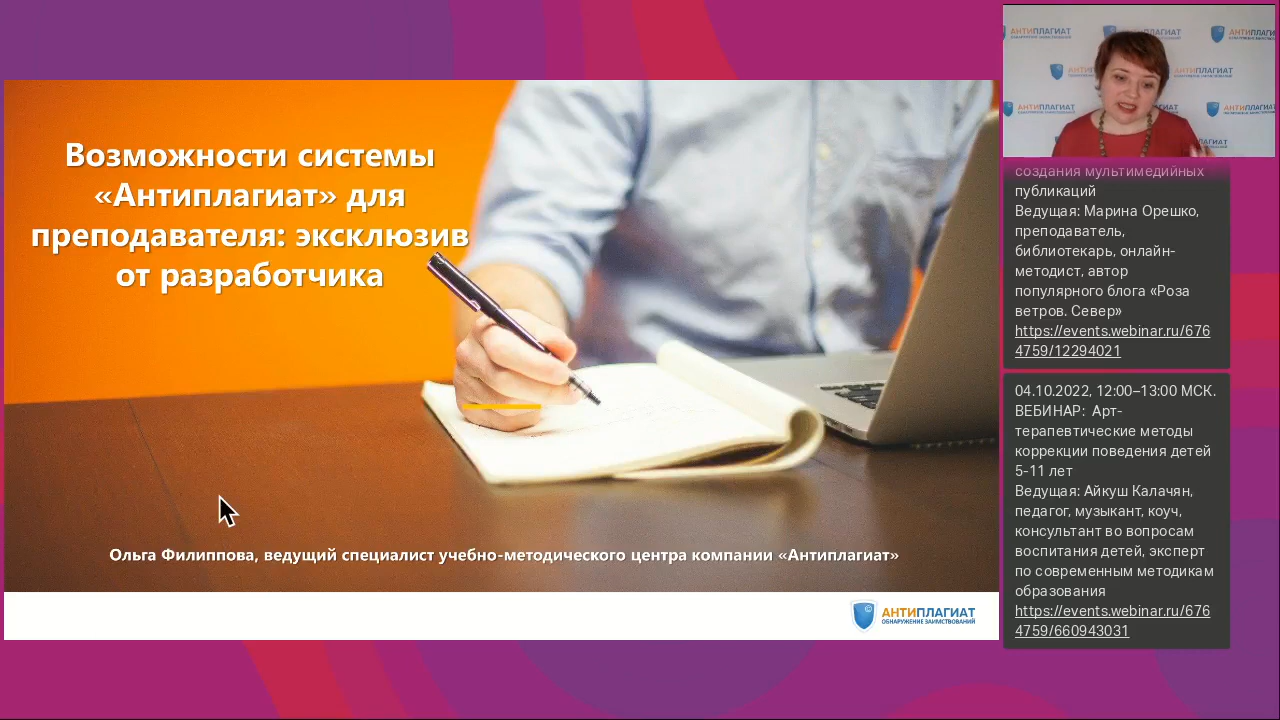 Возможности системы
«Антиплагиат» для
преподавателя: эксклюзив
от разработчика
Ольга Филиппова, ведущий специалист учебно-методического центра компании «Антиплагиат»
АНТИПЛАГИАТ
ОБНАРУЖЕНИЕ ЗАИМСТВОВАНИЙ
АНТИПЛАГИАТ
создания мультимедийных
публикаций
Ведущая: Марина Орешко,
преподаватель,
библиотекарь, онлайн-
методист, автор
популярного блога «Роза
ветров. Север»
https://events.webinar.ru/676
4759/12294021
04.10.2022, 12:00–13:00 МСК.
ВЕБИНАР: Арт-
терапевтические методы
коррекции поведения детей
5-11 лет
Ведущая: Айкуш Калачян,
педагог, музыкант, коуч,
консультант во вопросам
воспитания детей, эксперт
по современным методикам
образования
https://events.webinar.ru/676
4759/660943031